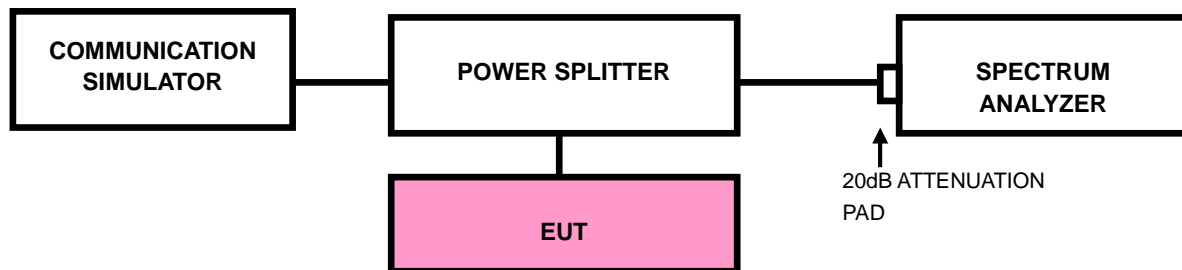 COMMUNICATION
SIMULATOR
POWER SPLITTER
SPECTRUM
ANALYZER
20dB ATTENUATION
PAD
EUT